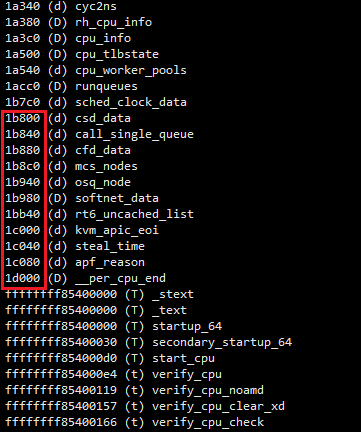 1a340 (d) cyc2ns
1a380 (D) rh_cpu_info
1a3c0 (D) cpu_info
1a500 (D) cpu_tlbstate
1a540 (d) cpu_worker_pools
1acc0 (D) runqueues
1b7c0 (d) sched_clock_data
1b800 (d) csd_data
1b840 (d) call_single_queue
1b880 (d) cfd_data
1b8c0 (d) mcs_nodes
1b940 (d) osq_node
1b980 (D) softnet_data
1bb40 (d) rt6_uncached_list
1c000 (d) kvm_apic_eoi
1c040 (d) steal_time
1c080 (d) apf_reason
1d000 (D) __per_cpu_end
ffffffff85400000 (T) _stext
ffffffff85400000 (T) _text
ffffffff85400000 (T) startup_64
ffffffff85400030 (T) secondary_startup_64
ffffffff854000d0 (T) start_cpu
ffffffff854000e4 (t) verify_cpu
ffffffff85400119 (t) verify_cpu_noamd
ffffffff85400157 (t) verify_cpu_clear_xd
ffffffff85400166 (t) verify_cpu_check